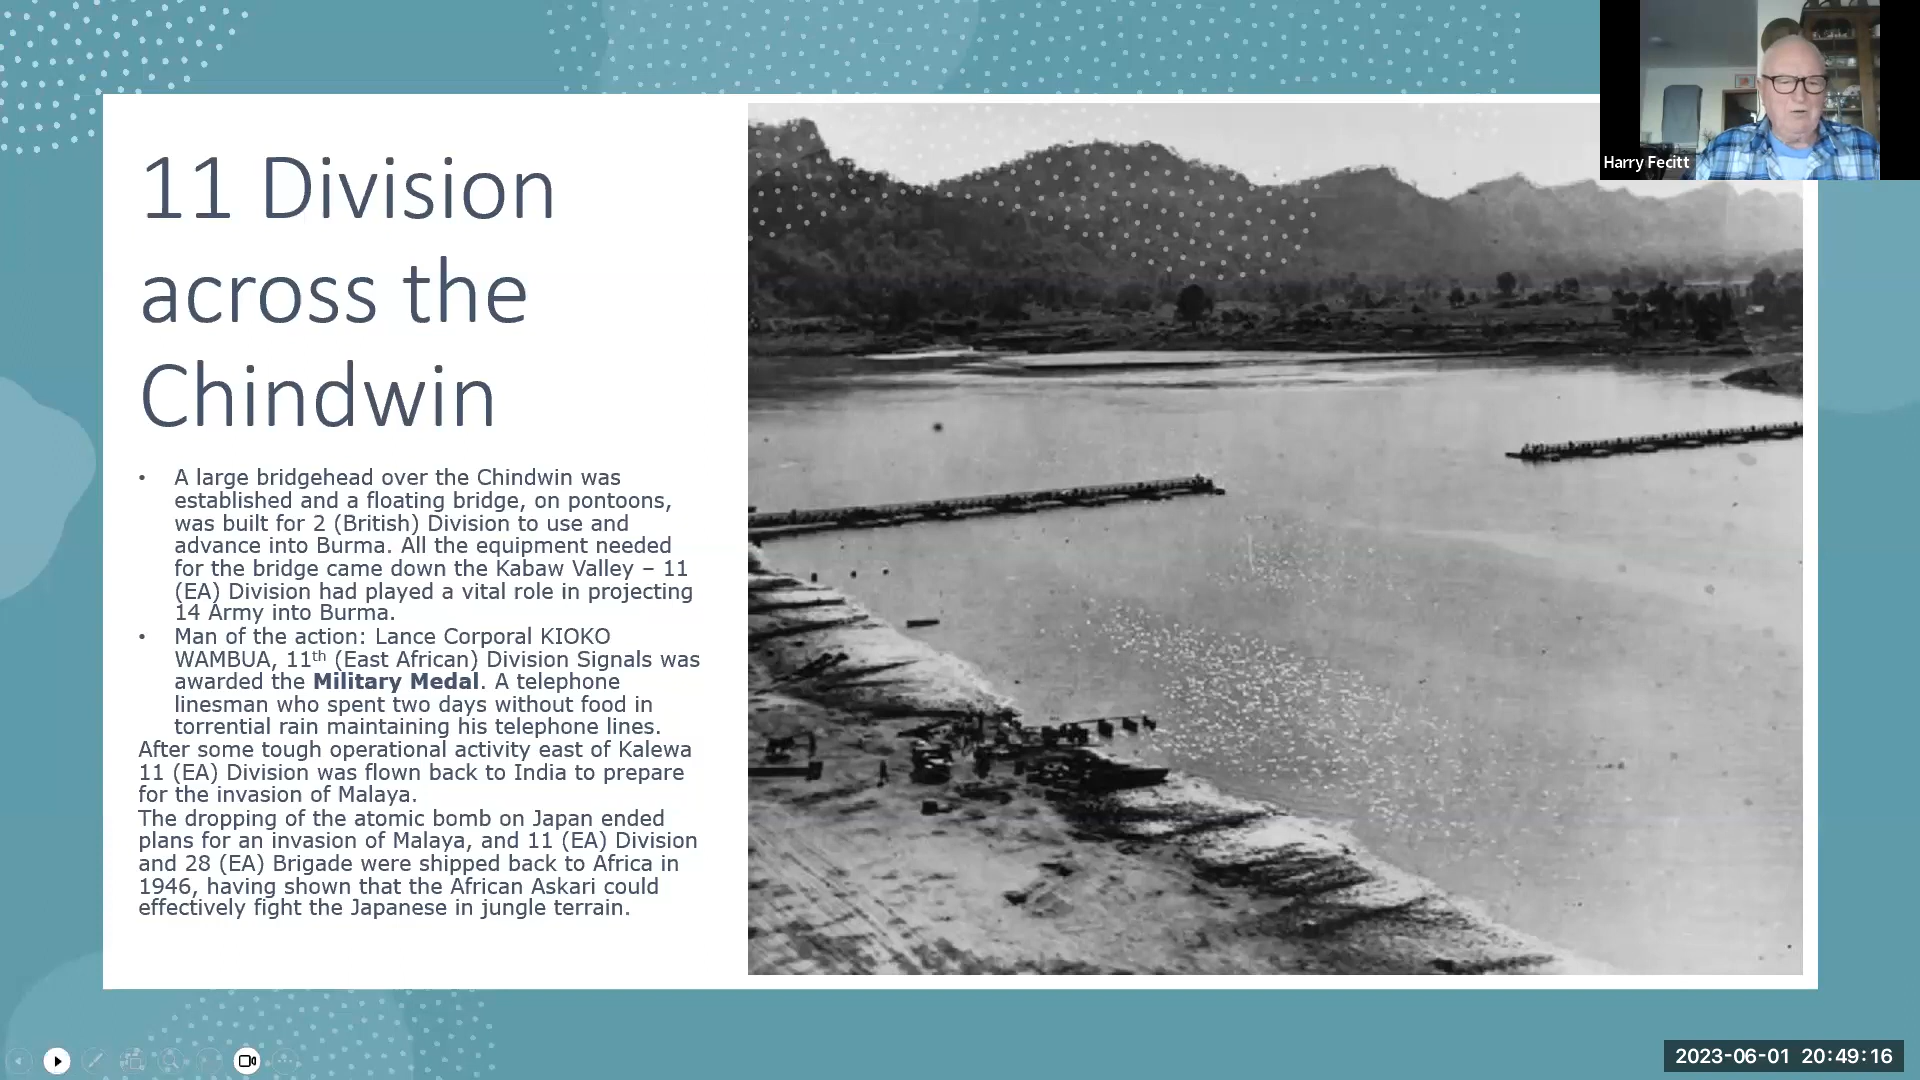 11 Division
across the
Chindwin
• A large bridgehead over the Chindwin was
established and a floating bridge, on pontoons,
was built for 2 (British) Division to use and
advance into Burma. All the equipment needed
for the bridge came down the Kabaw Valley – 11
(EA) Division had played a vital role in projecting
14 Army into Burma.
• Man of the action: Lance Corporal KIOKO
WAMBUA, 11th (East African) Division Signals was
awarded the Military Medal. A telephone
linesman who spent two days without food in
torrential rain maintaining his telephone lines.
After some tough operational activity east of Kalewa
11 (EA) Division was flown back to India to prepare
for the invasion of Malaya.
The dropping of the atomic bomb on Japan ended
plans for an invasion of Malaya, and 11 (EA) Division
and 28 (EA) Brigade were shipped back to Africa in
1946, having shown that the African Askari could
effectively fight the Japanese in jungle terrain.
Harry Fecitt
2023-06-01 20:49:16